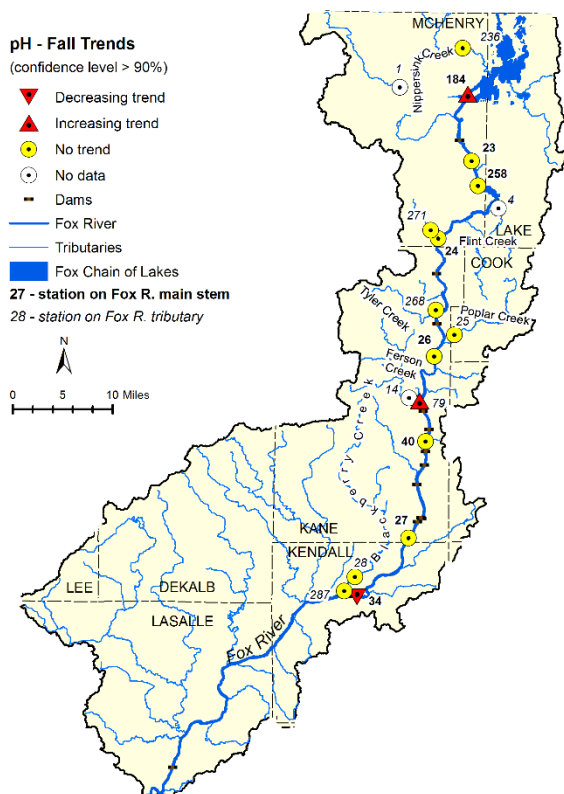 pH - Fall Trends
(confidence level > 90%)
Decreasing trend
Increasing trend
No trend
No data
Dams
Fox River
Tributaries
Fox Chain of Lakes
27 - station on Fox R. main stem
28 - station on Fox R. tributary
N
0 5 10 Miles
MCHENRY
236
1
Nippersink Creek
184
23
258
4
271
LAKE
24
Flint Creek
COOK
268
Tyler Creek
Poplar Creek
25
26
Ferson
Creek
14
79
Blackberry Creek
40
27
KANE
KENDALL
28
287
34
LEE
DEKALB
LASALLE
Fox River